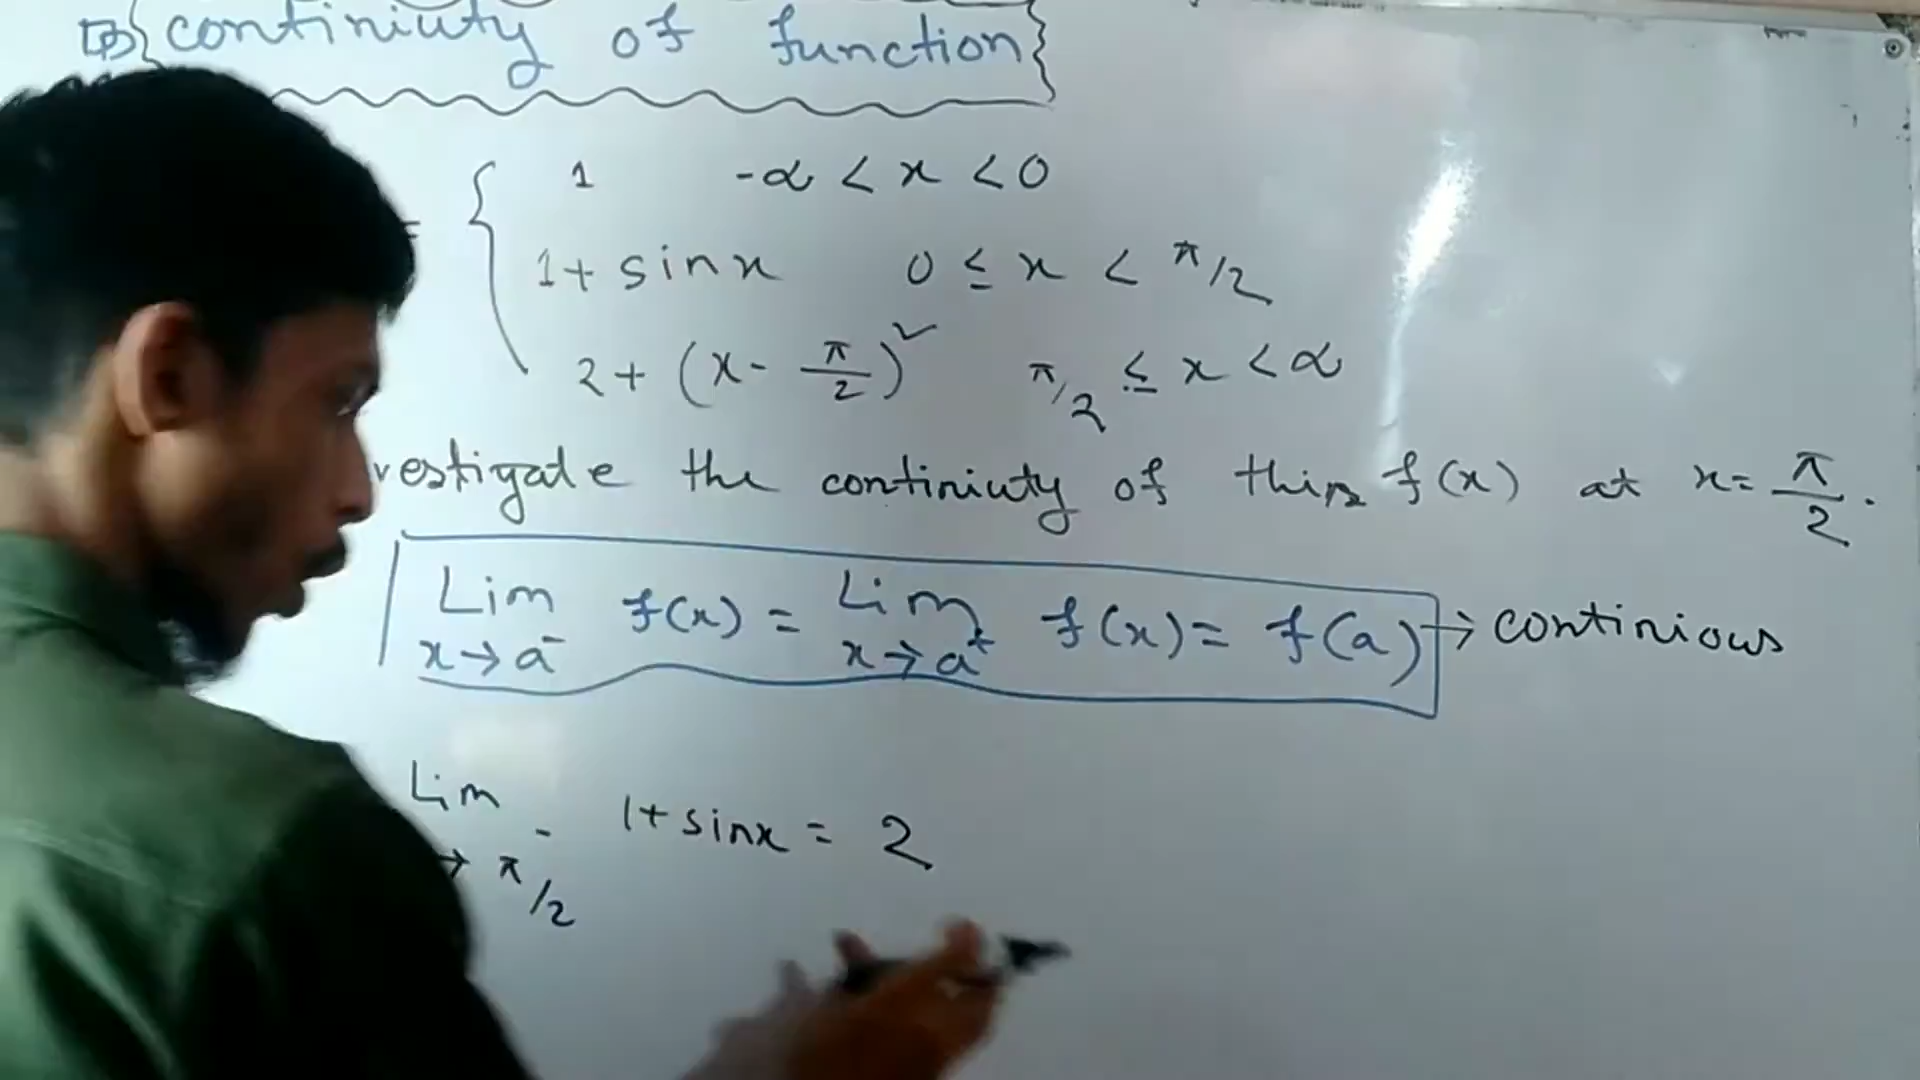 continiuty of function
= { 1 -α < x < 0
1 + sinx 0 ≤ x < π/2
2 + (x - π/2)² π/2 ≤ x < α
vestigate the continiuty of this f(x) at x = π/2.
Lim x→a⁻ f(x) = Lim x→a⁺ f(x) = f(a) → continious
Lim → π/2⁻ 1 + sinx = 2